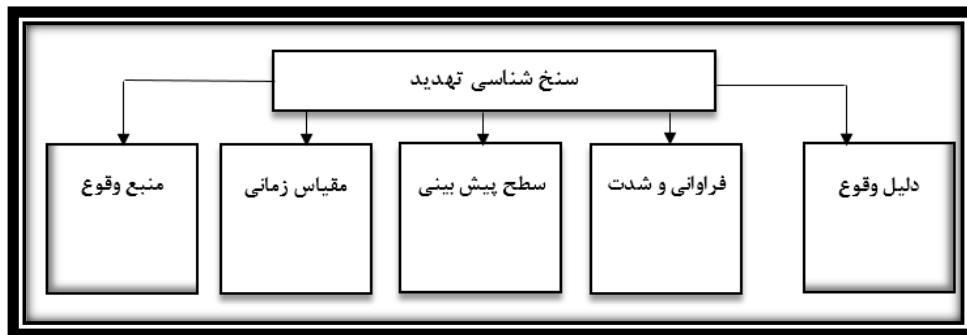 سنخ شناسی تهدید
دلیل وقوع
فراوانی و شدت
سطح پیش بینی
مقیاس زمانی
منبع وقوع